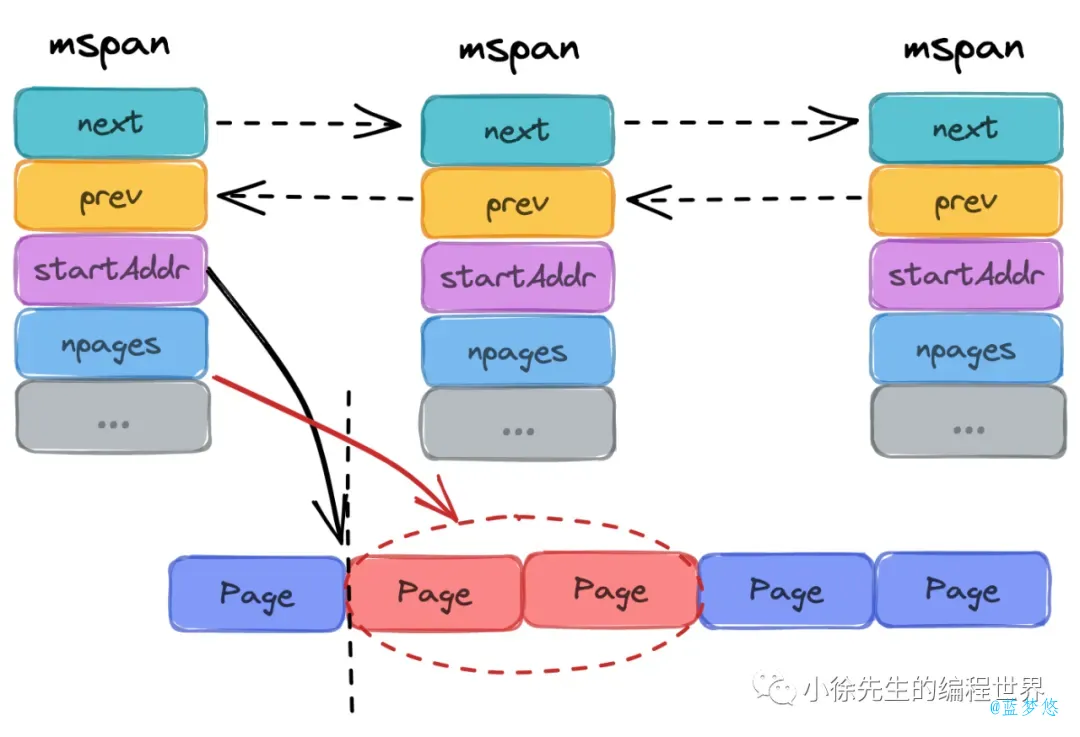 mspan mspan mspan
next next next
prev prev prev
startAddr startAddr startAddr
npages npages npages
... ... ...
Page Page Page Page Page
小徐先生的编程世界
@蓝梦悠